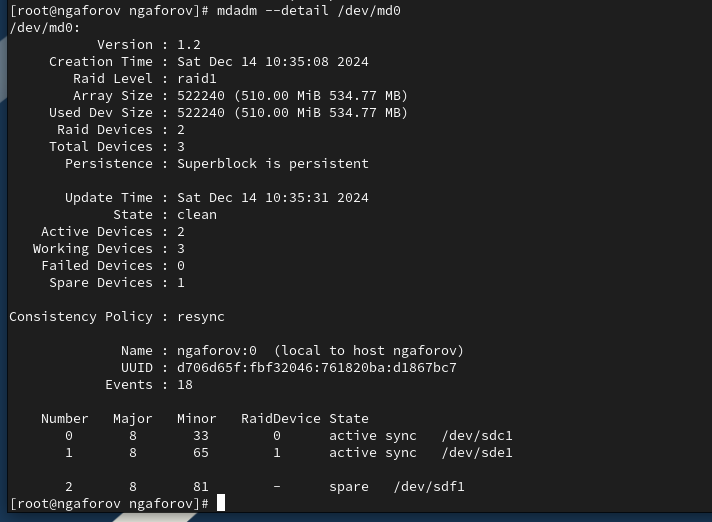 [root@ngaforov ngaforov]# mdadm --detail /dev/md0
/dev/md0:
Version : 1.2
Creation Time : Sat Dec 14 10:35:08 2024
Raid Level : raid1
Array Size : 522240 (510.00 MiB 534.77 MB)
Used Dev Size : 522240 (510.00 MiB 534.77 MB)
Raid Devices : 2
Total Devices : 3
Persistence : Superblock is persistent
Update Time : Sat Dec 14 10:35:31 2024
State : clean
Active Devices : 2
Working Devices : 3
Failed Devices : 0
Spare Devices : 1
Consistency Policy : resync
Name : ngaforov:0  (local to host ngaforov)
UUID : d706d65f:fbf32046:761820ba:d1867bc7
Events : 18
Number   Major   Minor   RaidDevice State
0       8       33        0      active sync   /dev/sdc1
1       8       65        1      active sync   /dev/sde1
2       8       81        -      spare   /dev/sdf1
[root@ngaforov ngaforov]#